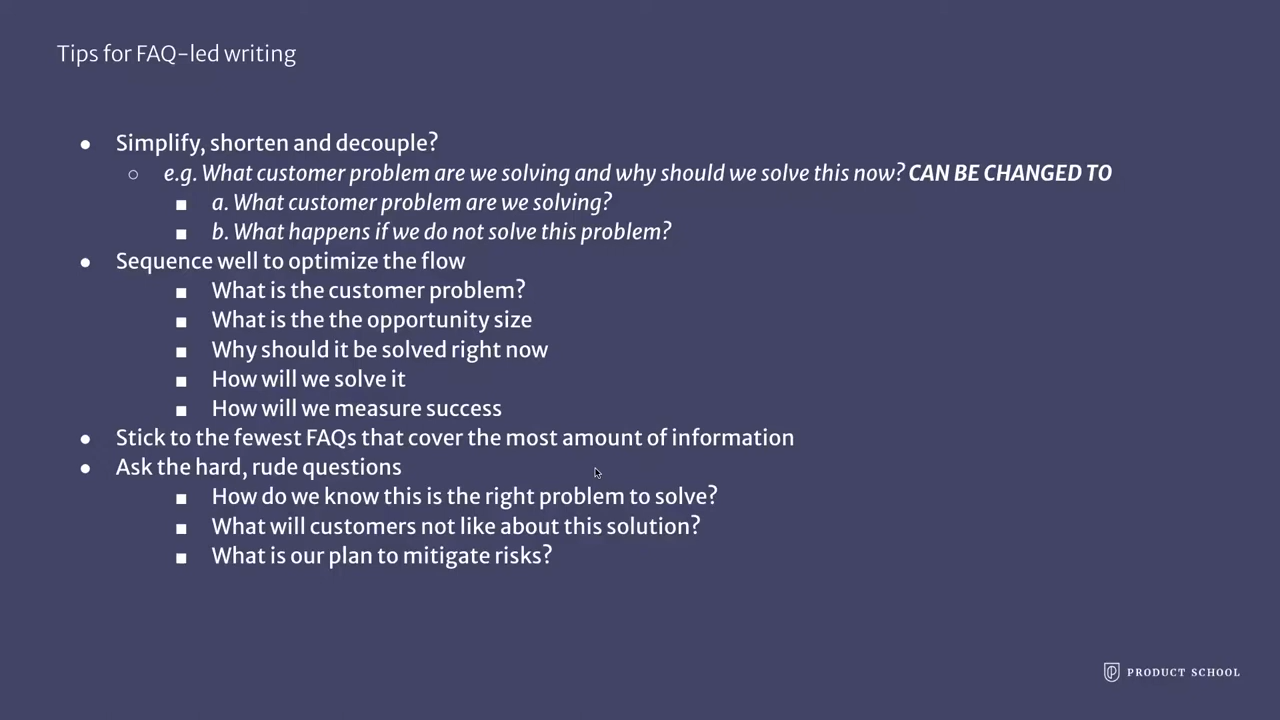 Tips for FAQ-led writing
● Simplify, shorten and decouple?
○ e.g. What customer problem are we solving and why should we solve this now? CAN BE CHANGED TO
■ a. What customer problem are we solving?
■ b. What happens if we do not solve this problem?
● Sequence well to optimize the flow
■ What is the customer problem?
■ What is the the opportunity size
■ Why should it be solved right now
■ How will we solve it
■ How will we measure success
● Stick to the fewest FAQs that cover the most amount of information
● Ask the hard, rude questions
■ How do we know this is the right problem to solve?
■ What will customers not like about this solution?
■ What is our plan to mitigate risks?
PRODUCT SCHOOL